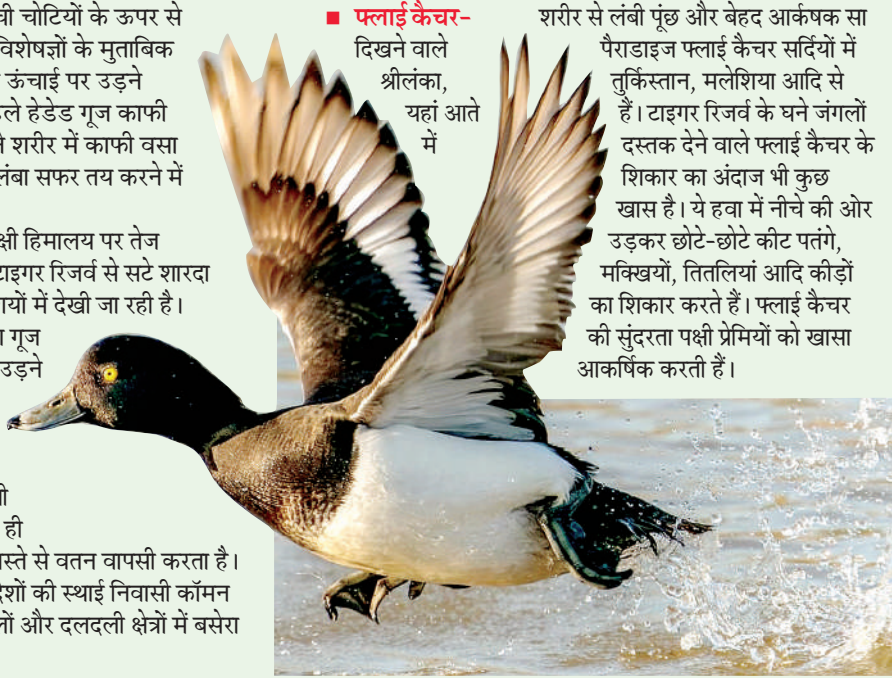 चोटियों के ऊपर से
विशेषज्ञों के मुताबिक
ऊंचाई पर उड़ने
हेडेड गूज काफी
शरीर में काफी वसा
लंबा सफर तय करने में
हिमालय पर तेज
टाइगर रिजर्व से सटे शारदा
में देखी जा रही है।
गूज
उड़ने
ही
से वतन वापसी करता है।
की स्थाई निवासी कॉमन
और दलदली क्षेत्रों में बसेरा
■ फ्लाई कैचर- शरीर से लंबी पूंछ और बेहद आर्कषक सा
दिखने वाले पैराडाइज फ्लाई कैचर सर्दियों में
श्रीलंका, तुर्किस्तान, मलेशिया आदि से
यहां आते हैं। टाइगर रिजर्व के घने जंगलों
में दस्तक देने वाले फ्लाई कैचर के
शिकार का अंदाज भी कुछ
खास है। ये हवा में नीचे की ओर
उड़कर छोटे-छोटे कीट पतंगे,
मक्खियों, तितलियां आदि कीड़ों
का शिकार करते हैं। फ्लाई कैचर
की सुंदरता पक्षी प्रेमियों को खासा
आकर्षिक करती हैं।